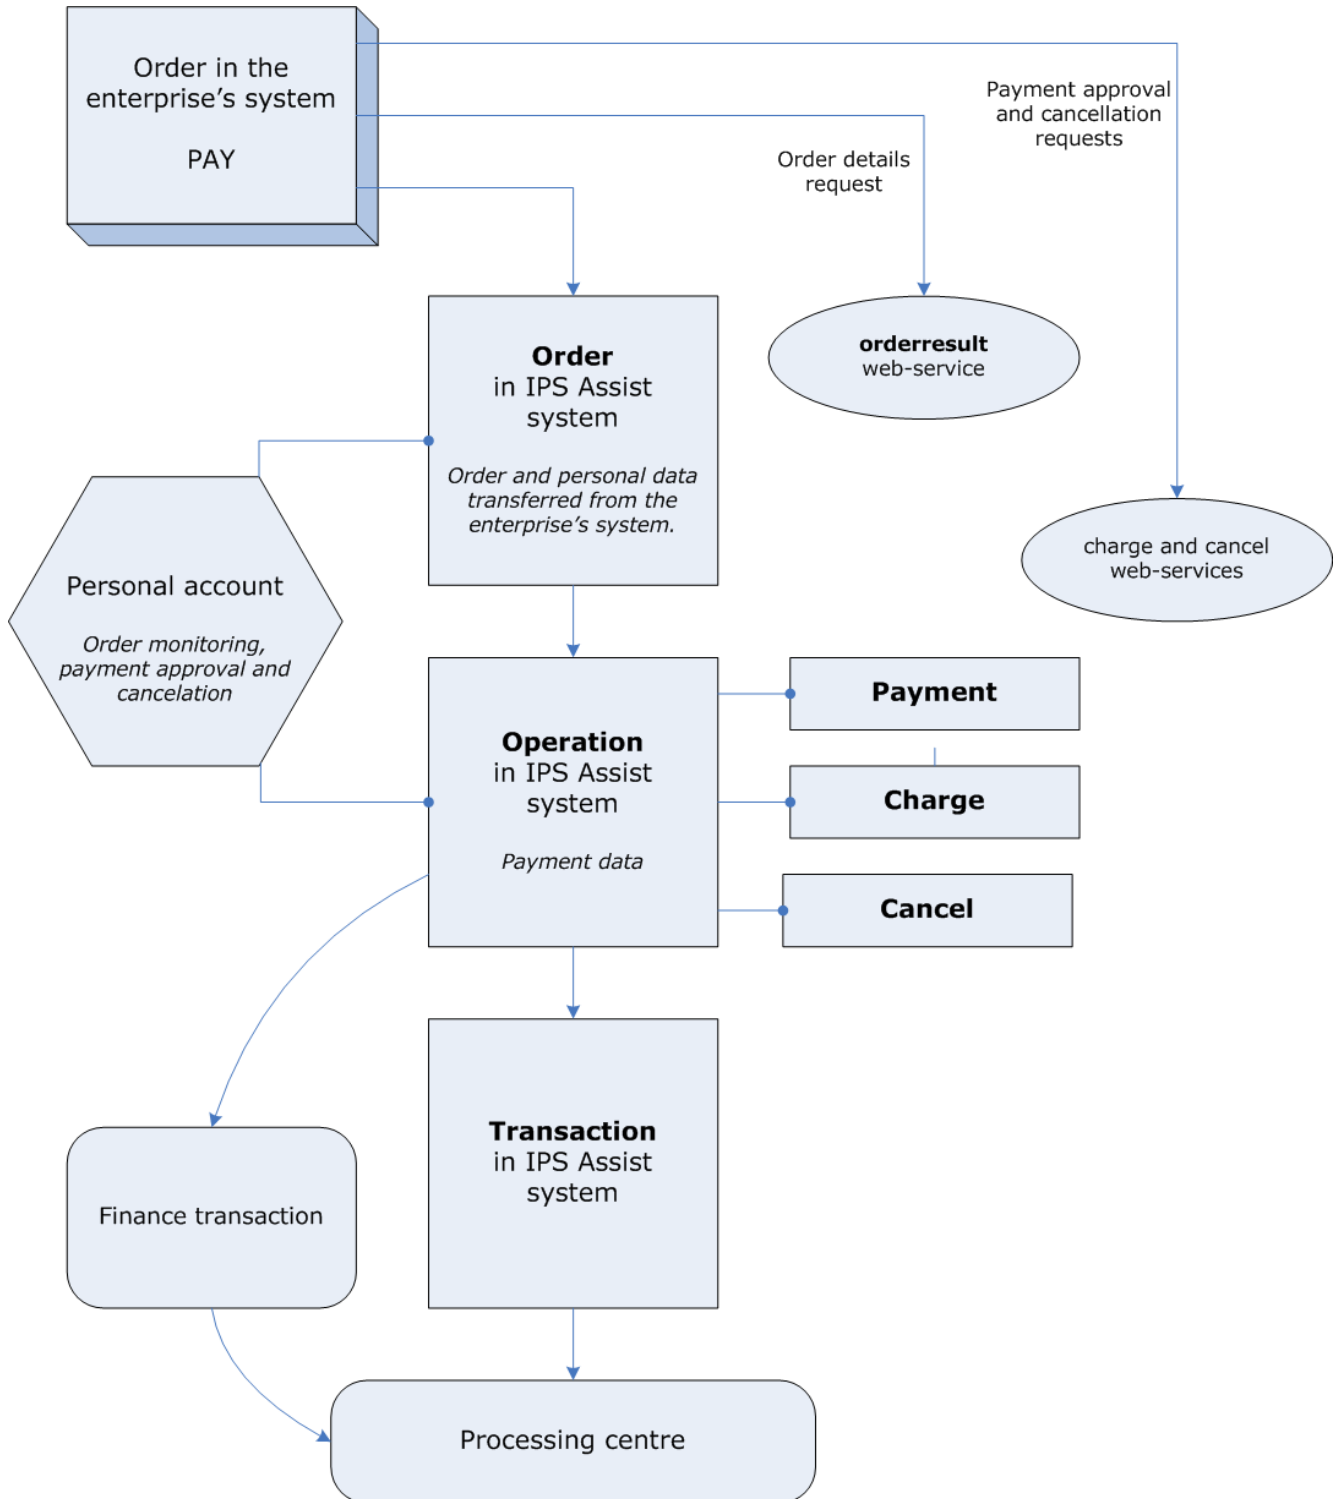 Order in the
enterprise’s system
PAY
Payment approval
and cancellation
requests
Order details
request
Order
in IPS Assist
system
Order and personal data
transferred from the
enterprise’s system.
orderresult
web-service
charge and cancel
web-services
Personal account
Order monitoring,
payment approval and
cancelation
Operation
in IPS Assist
system
Payment data
Payment
Charge
Cancel
Transaction
in IPS Assist
system
Finance transaction
Processing centre